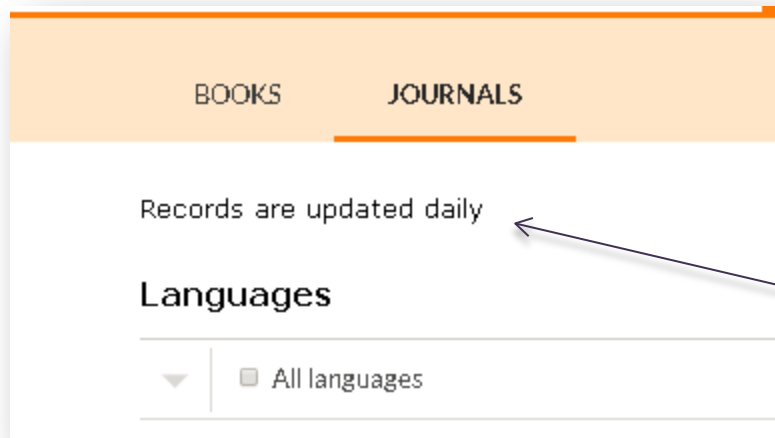 BOOKS JOURNALS
Records are updated daily
Languages
All languages